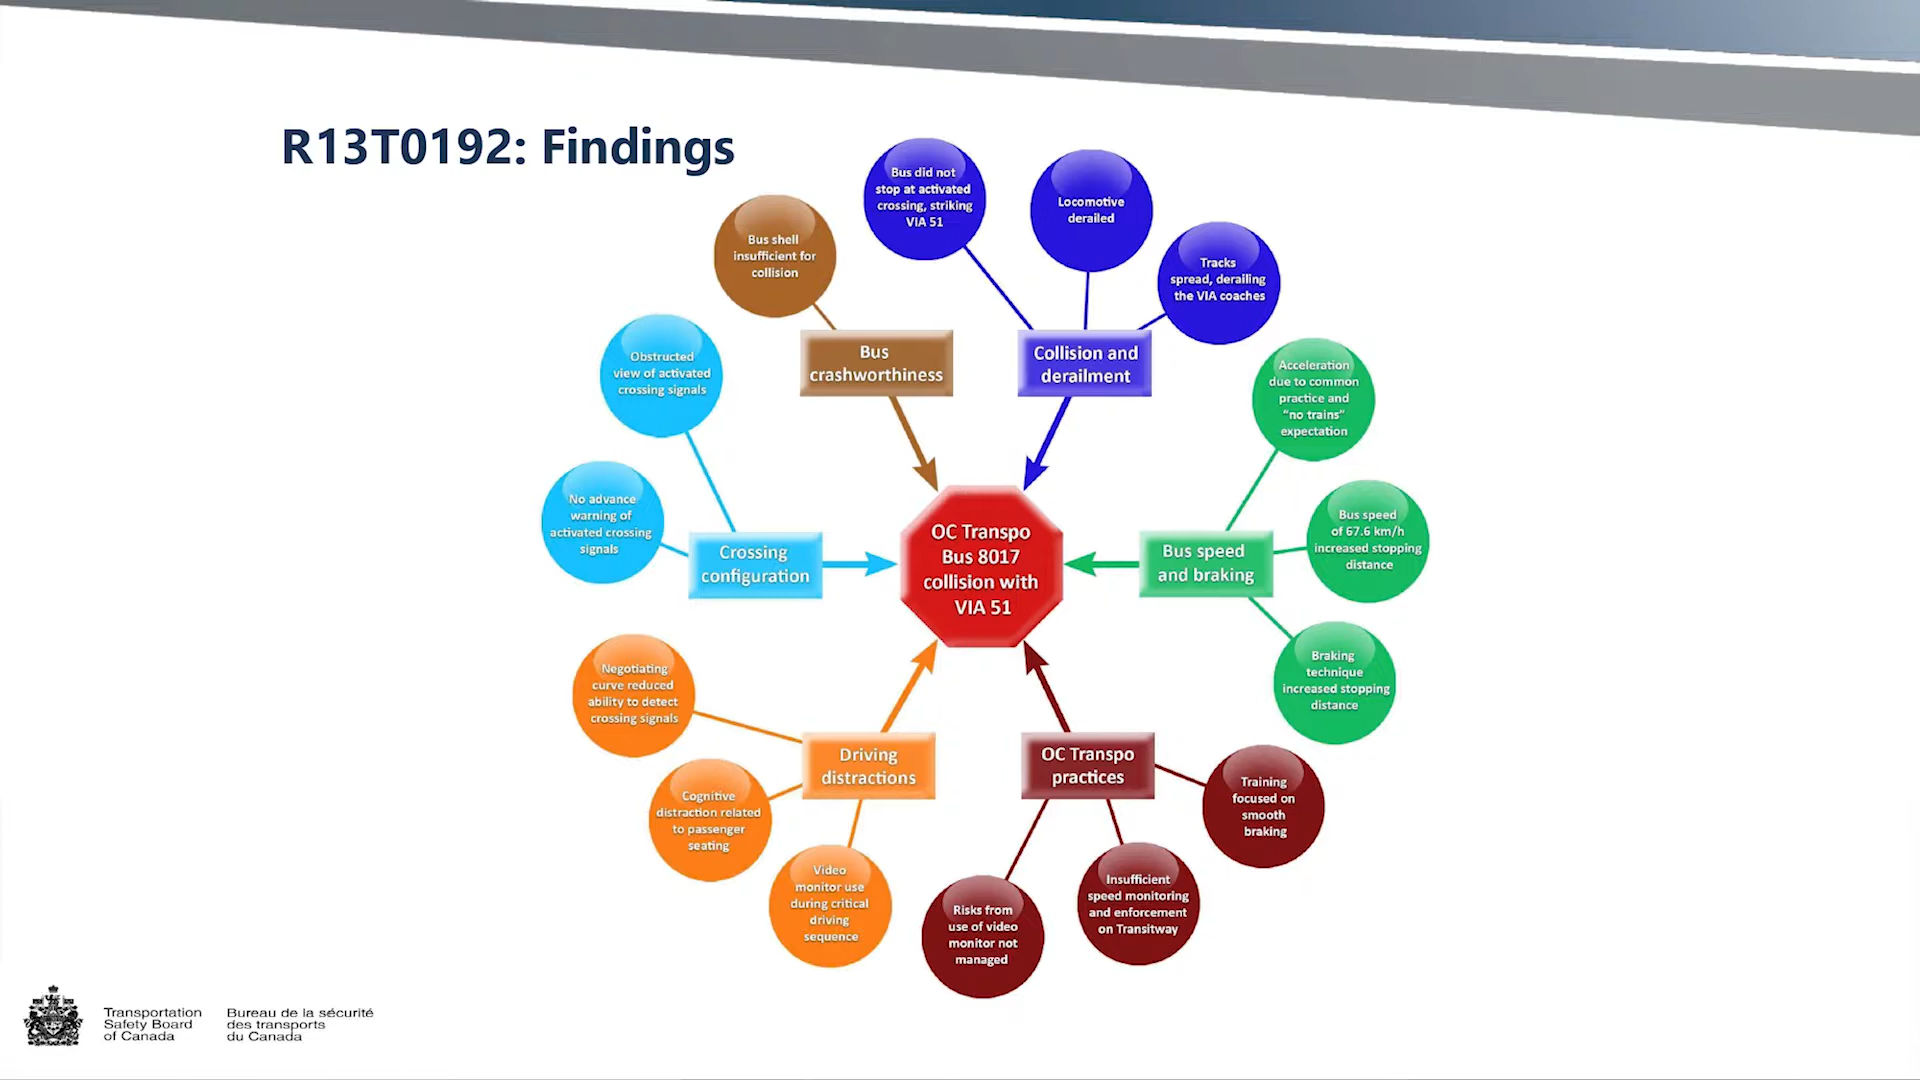 R13T0192: Findings
Bus did not
stop at activated
crossing, striking
VIA 51
Locomotive
derailed
Tracks
spread, derailing
the VIA coaches
Bus shell
insufficient for
collision
Bus
crashworthiness
Collision and
derailment
Obstructed
view of activated
crossing signals
Acceleration
due to common
practice and
“no trains”
expectation
No advance
warning of
activated crossing
signals
Crossing
configuration
OC Transpo
Bus 8017
collision with
VIA 51
Bus speed
and braking
Bus speed
of 67.6 km/h
increased stopping
distance
Braking
technique
increased stopping
distance
Negotiating
curve reduced
ability to detect
crossing signals
Driving
distractions
OC Transpo
practices
Cognitive
distraction related
to passenger
seating
Training
focused on
smooth
braking
Video
monitor use
during critical
driving
sequence
Risks from
use of video
monitor not
managed
Insufficient
speed monitoring
and enforcement
on Transitway
Transportation
Safety Board
of Canada
Bureau de la sécurité
des transports
du Canada